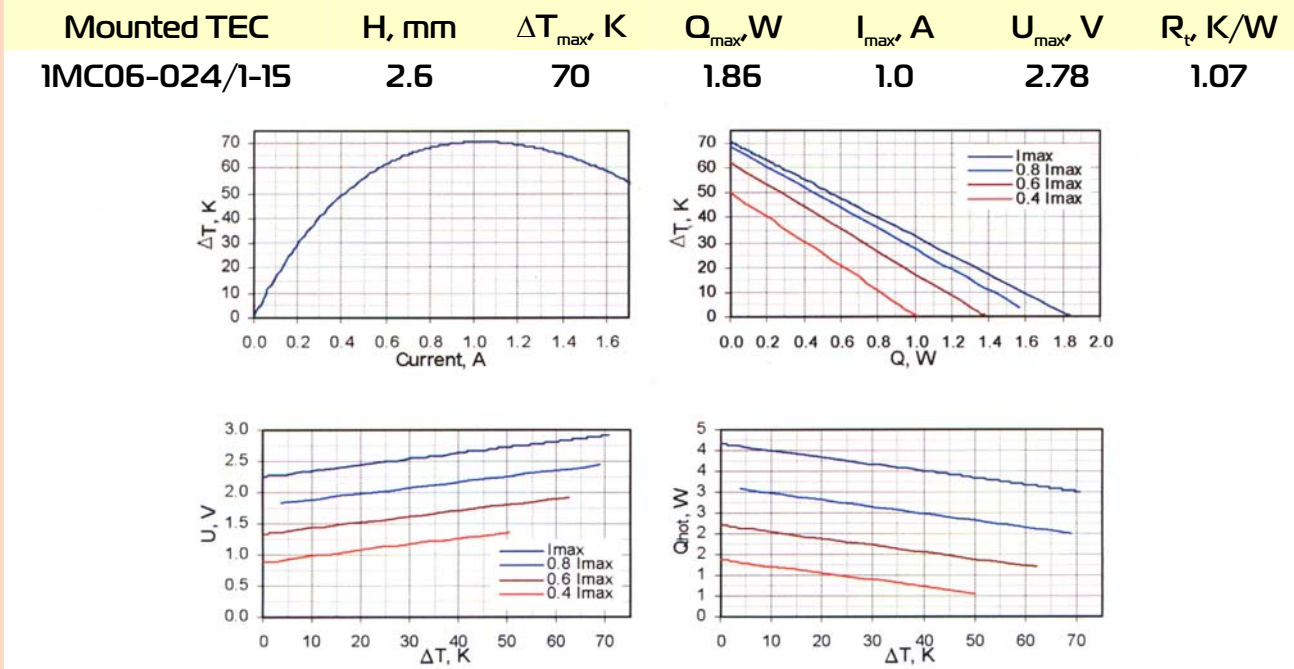 Mounted TEC H, mm ΔTmax, K Qmax,W Imax, A Umax, V Rt, K/W
1MC06-024/1-15 2.6 70 1.86 1.0 2.78 1.07
70
60
50
40
30
20
10
0
ΔT, K
0.0 0.2 0.4 0.6 0.8 1.0 1.2 1.4 1.6
Current, A
70
60
50
40
30
20
10
0
ΔT, K
Imax
0.8 Imax
0.6 Imax
0.4 Imax
0.0 0.2 0.4 0.6 0.8 1.0 1.2 1.4 1.6 1.8 2.0
Q, W
3.0
2.5
2.0
1.5
1.0
0.5
0.0
U, V
Imax
0.8 Imax
0.6 Imax
0.4 Imax
0 10 20 30 40 50 60 70
ΔT, K
5
4
4
3
3
2
2
1
1
0
Qhot, W
0 10 20 30 40 50 60 70
ΔT, K